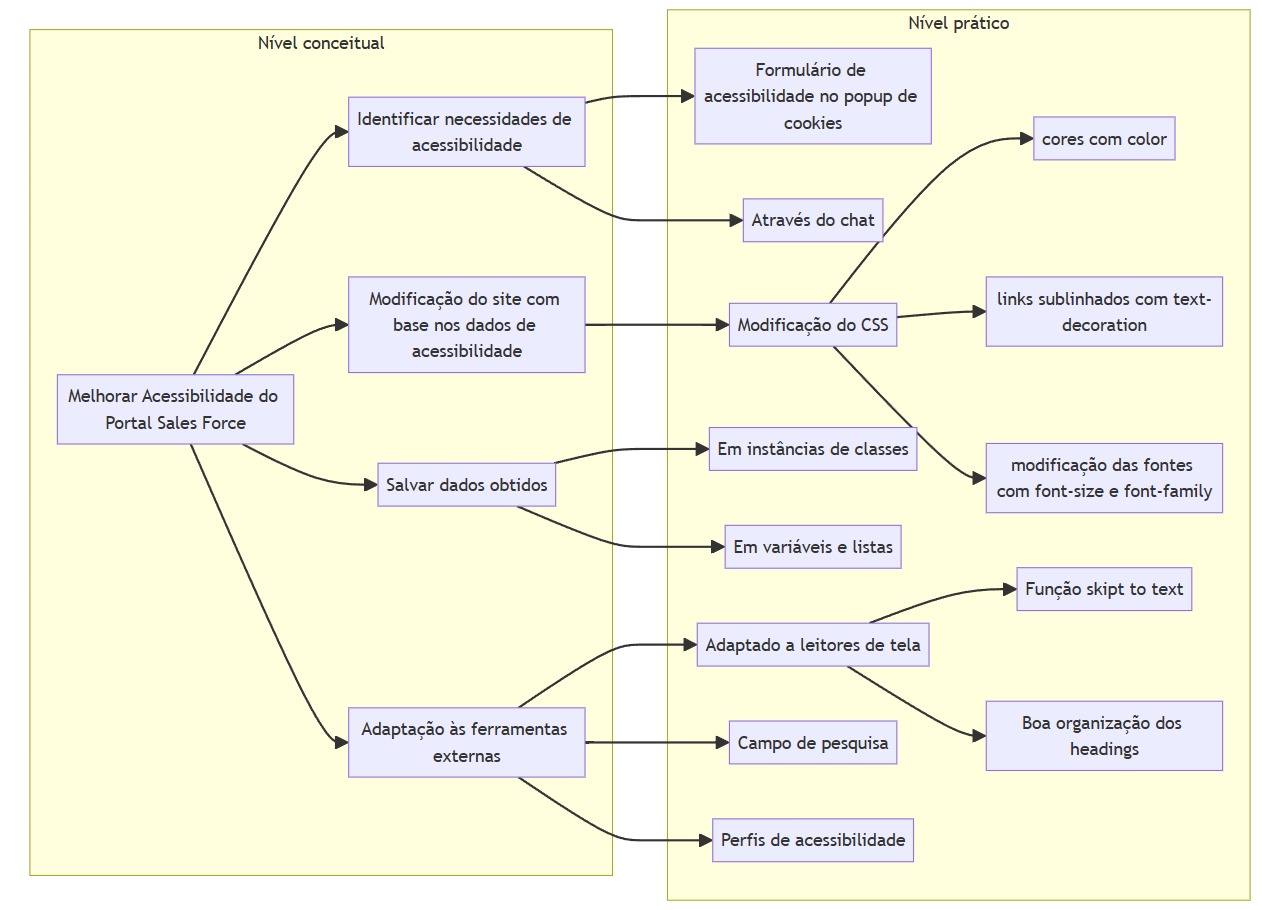 Nível conceitual
Nível prático
Melhorar Acessibilidade do
Portal Sales Force
Identificar necessidades de
acessibilidade
Modificação do site com
base nos dados de
acessibilidade
Salvar dados obtidos
Adaptação às ferramentas
externas
Formulário de
acessibilidade no popup de
cookies
Através do chat
Modificação do CSS
Em instâncias de classes
Em variáveis e listas
Adaptado a leitores de tela
Campo de pesquisa
Perfis de acessibilidade
cores com color
links sublinhados com text-
decoration
modificação das fontes
com font-size e font-family
Função skipt to text
Boa organização dos
headings